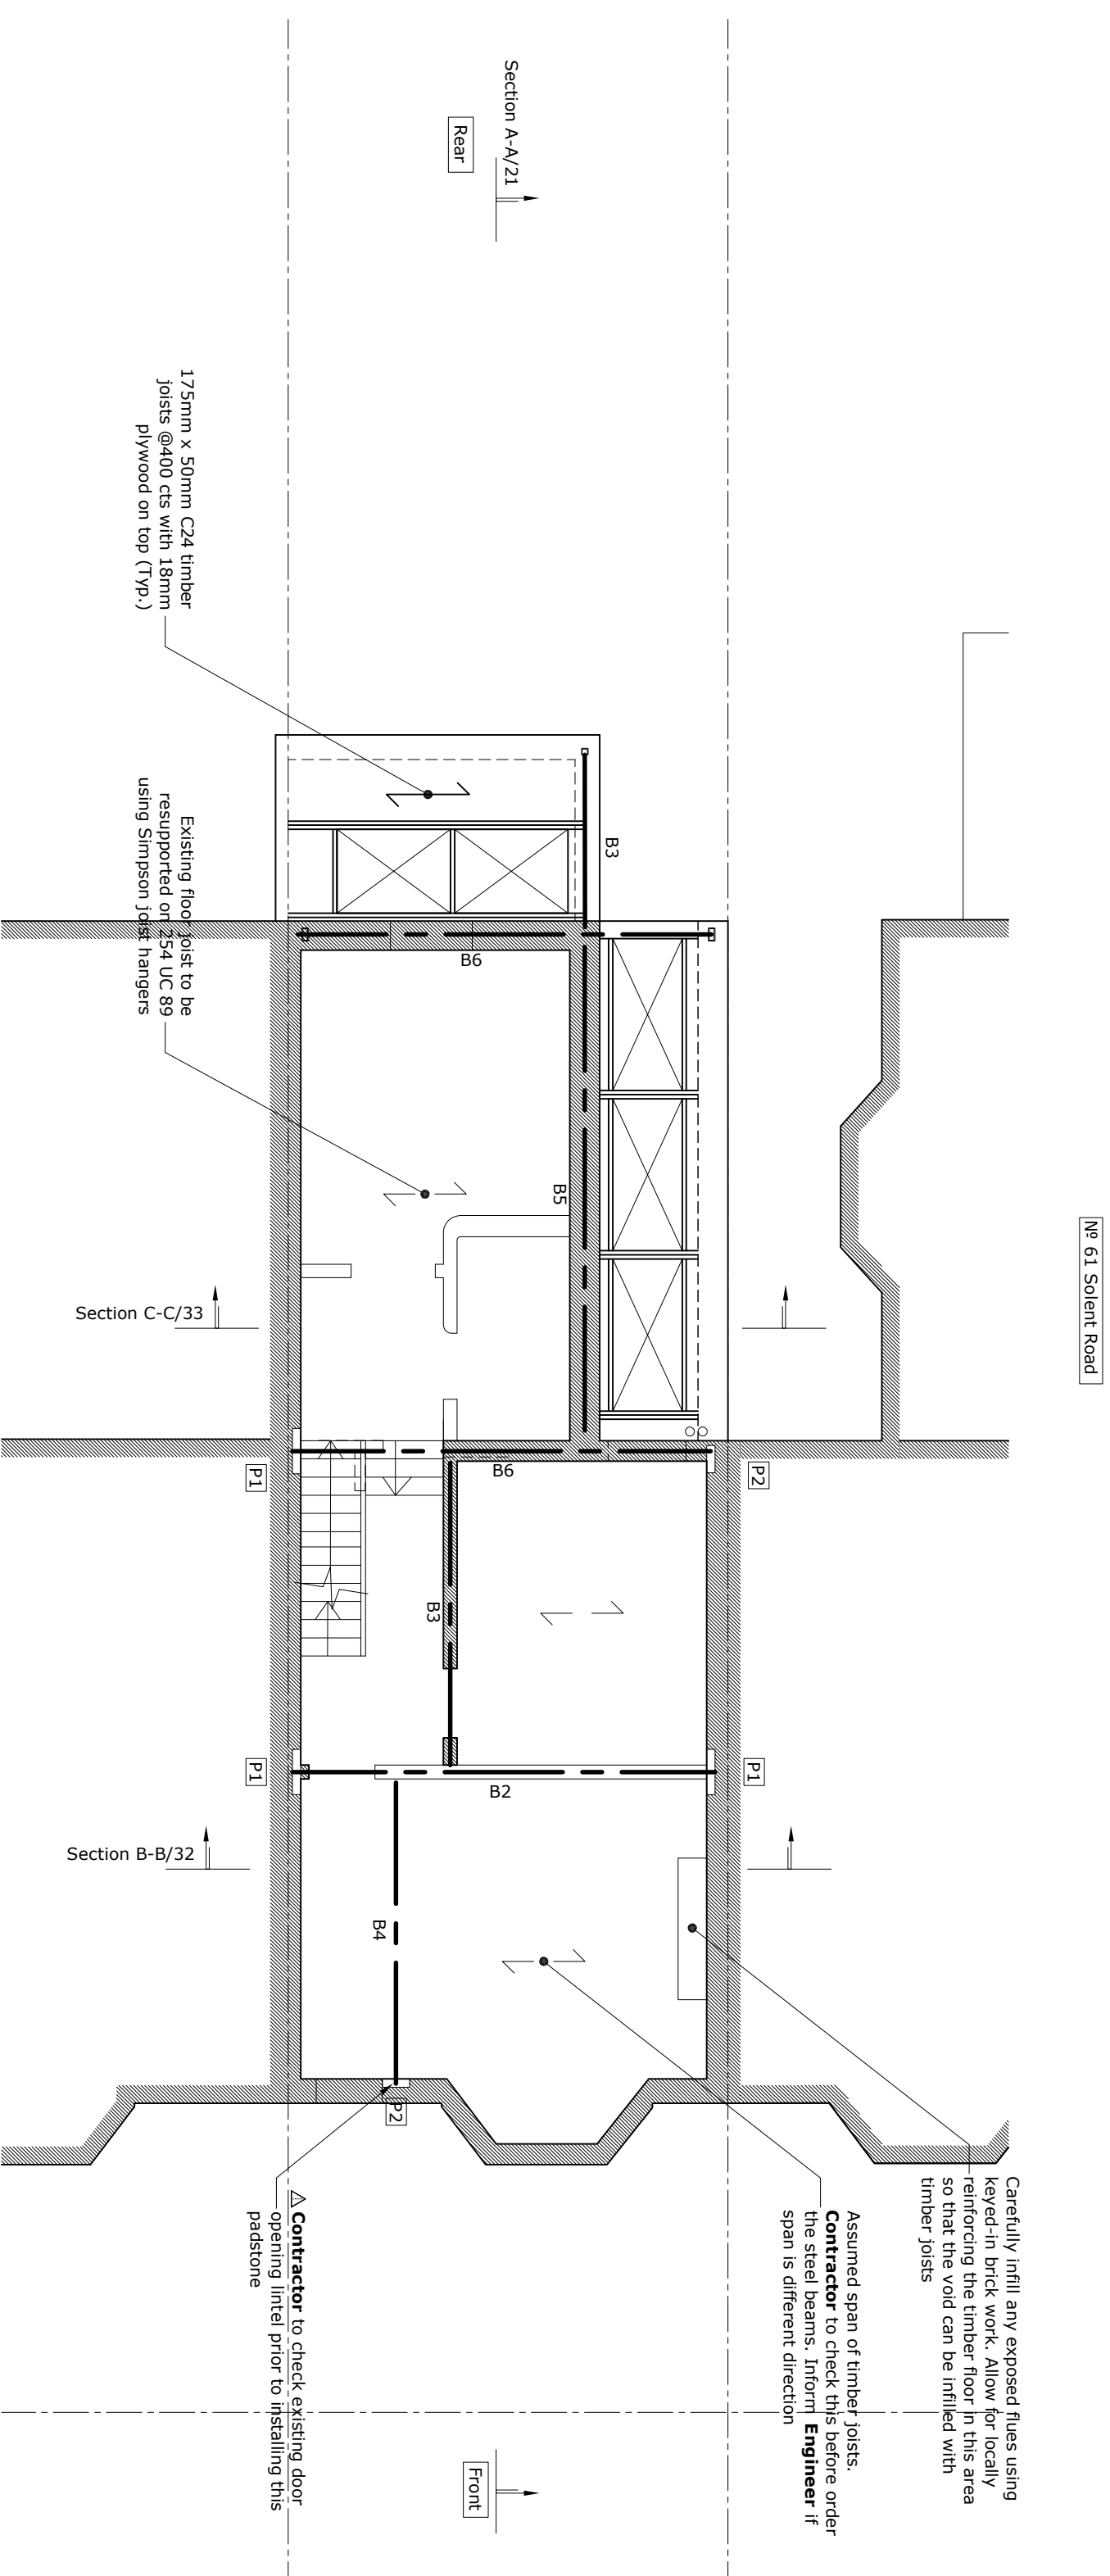 Section A-A/21
Rear
175mm x 50mm C24 timber
joists @400 cts with 18mm
plywood on top (Typ.)
Existing floor joist to be
resupported on 254 UC 89
using Simpson joist hangers
B3
B6
B5
Section C-C/33
Nº 61 Solent Road
P1
B6
P2
B3
P1
B2
P1
Section B-B/32
B4
P2
Carefully infill any exposed flues using
keyed-in brick work. Allow for locally
reinforcing the timber floor in this area
so that the void can be infilled with
timber joists
Assumed span of timber joists.
Contractor to check this before order
the steel beams. Inform Engineer if
span is different direction
Contractor to check existing door
opening lintel prior to installing this
padstone
Front